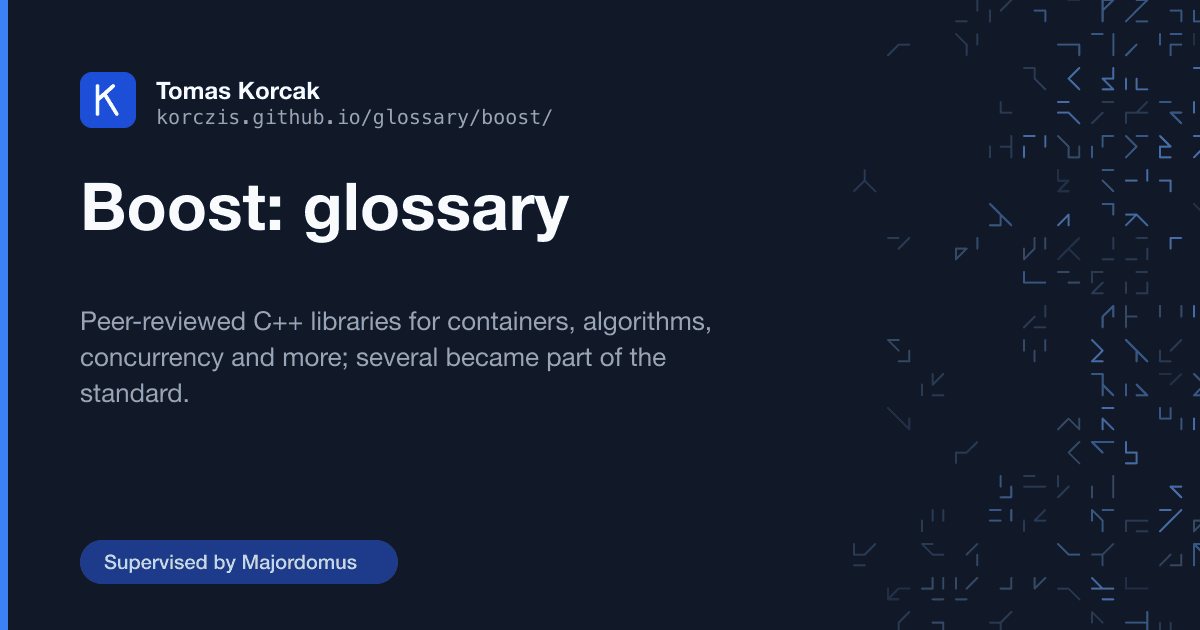 K
Tomas Korcak
korczis.github.io/glossary/boost/
Boost: glossary
Peer-reviewed C++ libraries for containers, algorithms,
concurrency and more; several became part of the
standard.
Supervised by Majordomus